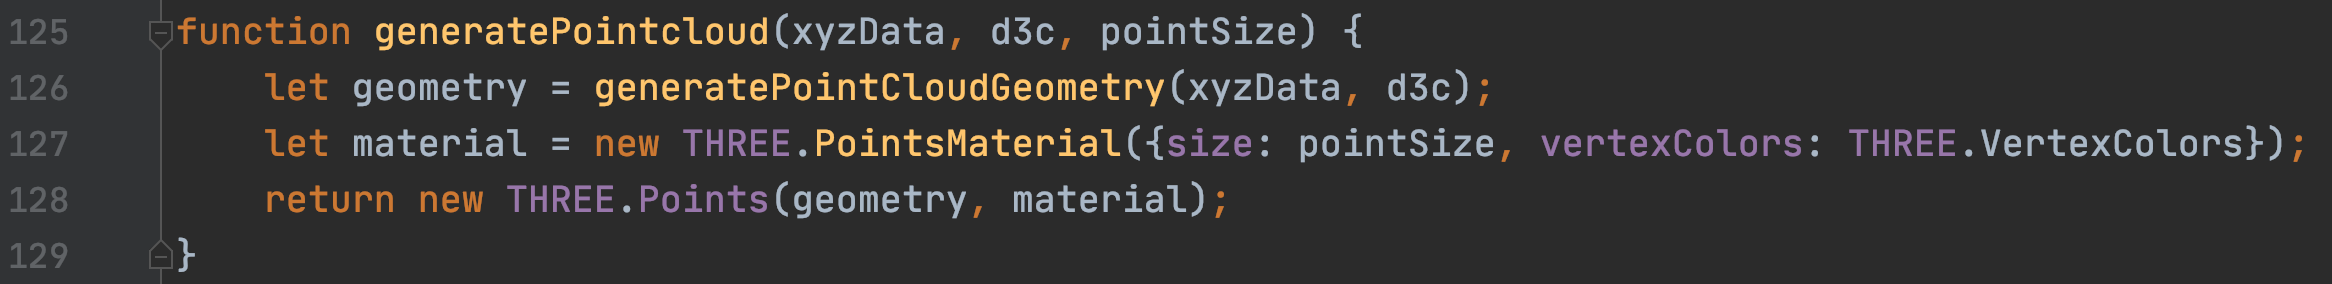 125 function generatePointcloud(xyzData, d3c, pointSize) {
126     let geometry = generatePointCloudGeometry(xyzData, d3c);
127     let material = new THREE.PointsMaterial({size: pointSize, vertexColors: THREE.VertexColors});
128     return new THREE.Points(geometry, material);
129 }